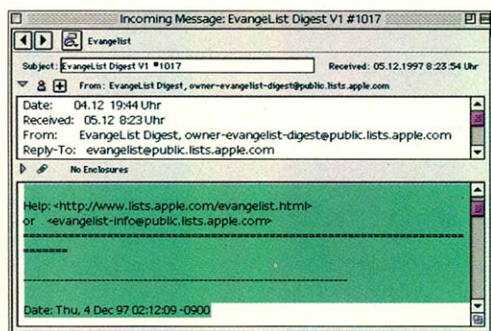 Incoming Message: EvangeList Digest V1 #1017
Evangelist
Subject: EvangeList Digest V1 #1017 Received: 05.12.1997 8:23:54 Uhr
From: EvangeList Digest, owner-evangelist-digest@public.lists.apple.com
Date: 04.12 19:44 Uhr
Received: 05.12 8:23 Uhr
From: EvangeList Digest, owner-evangelist-digest@public.lists.apple.com
Reply-To: evangelist@public.lists.apple.com
No Enclosures
Help: <http://www.lists.apple.com/evangelist.html>
or <evangelist-info@public.lists.apple.com>
Date: Thu, 4 Dec 97 02:12:09 -0900